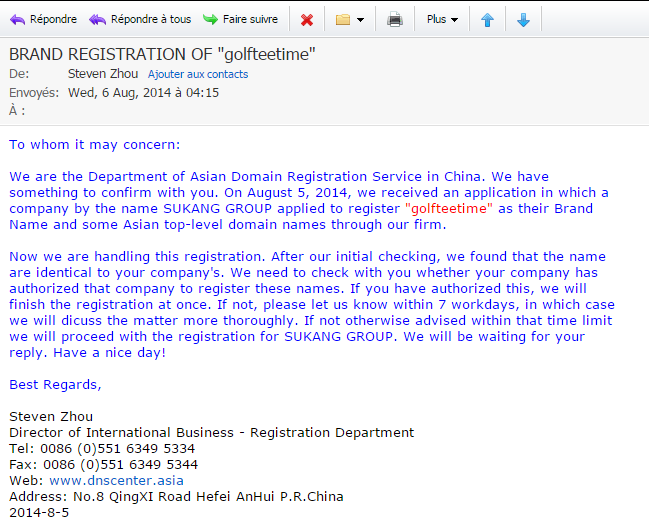 Répondre Répondre à tous Faire suivre Plus
BRAND REGISTRATION OF "golfteetime"
De: Steven Zhou Ajouter aux contacts
Envoyés: Wed, 6 Aug, 2014 à 04:15
À :
To whom it may concern:
We are the Department of Asian Domain Registration Service in China. We have
something to confirm with you. On August 5, 2014, we received an application in which a
company by the name SUKANG GROUP applied to register "golfteetime" as their Brand
Name and some Asian top-level domain names through our firm.
Now we are handling this registration. After our initial checking, we found that the name
are identical to your company's. We need to check with you whether your company has
authorized that company to register these names. If you have authorized this, we will
finish the registration at once. If not, please let us know within 7 workdays, in which case
we will dicuss the matter more thoroughly. If not otherwise advised within that time limit
we will proceed with the registration for SUKANG GROUP. We will be waiting for your
reply. Have a nice day!
Best Regards,
Steven Zhou
Director of International Business - Registration Department
Tel: 0086 (0)551 6349 5334
Fax: 0086 (0)551 6349 5344
Web: www.dnscenter.asia
Address: No.8 QingXI Road Hefei AnHui P.R.China
2014-8-5